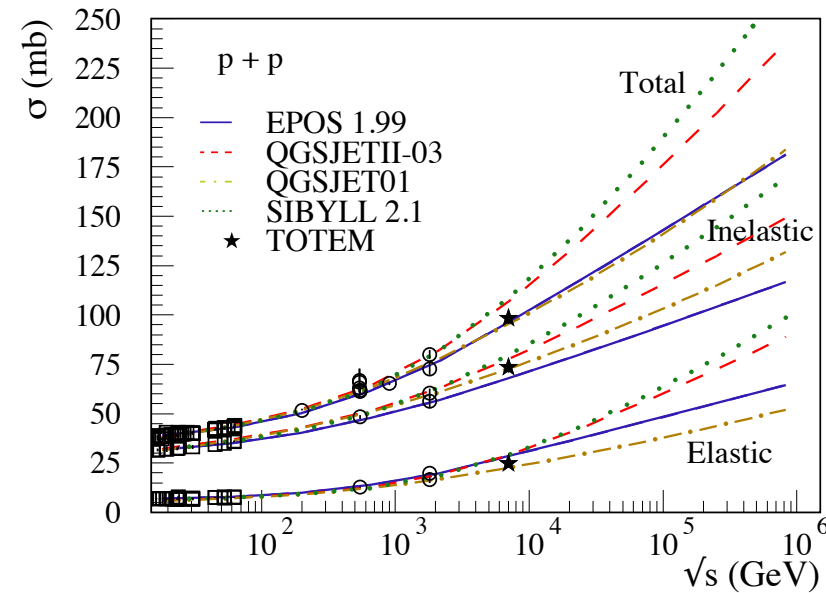 σ (mb)
250
225
200
175
150
125
100
75
50
25
0
p + p
EPOS 1.99
QGSJETII-03
QGSJET01
SIBYLL 2.1
TOTEM
Total
Inelastic
Elastic
10 2
10 3
10 4
10 5
10 6
√s (GeV)